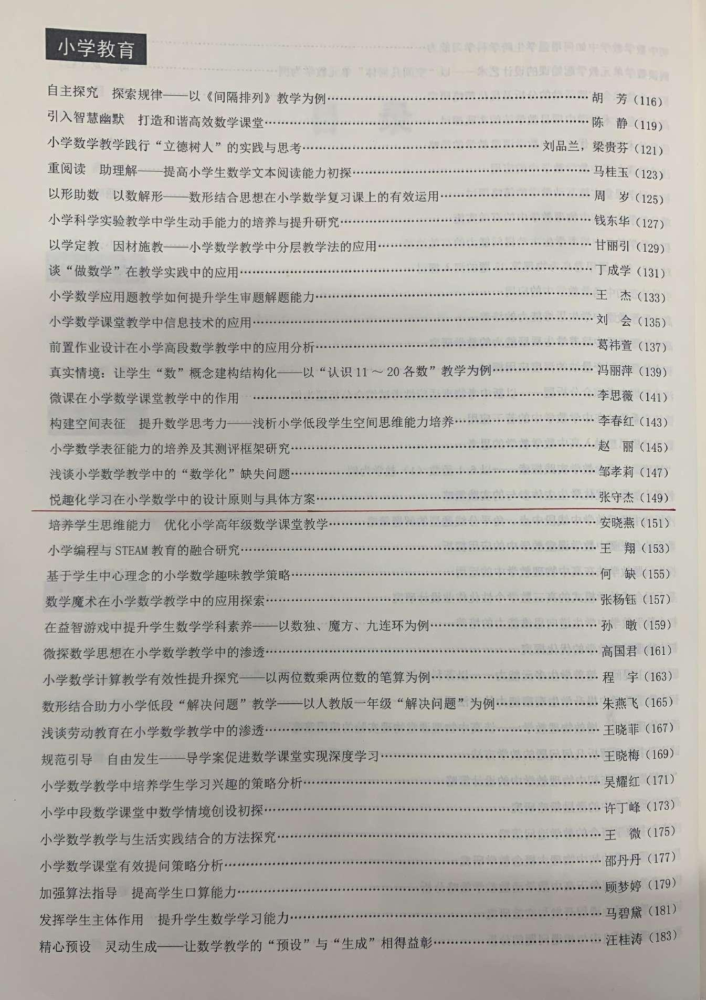 小学教育
自主探究　探索规律——以《间隔排列》教学为例……胡　芳（116）
引入智慧幽默　打造和谐高效数学课堂……陈　静（119）
小学数学教学践行“立德树人”的实践与思考……刘品兰，梁贵芬（121）
重阅读　助理解——提高小学生数学文本阅读能力初探……马桂玉（123）
以形助数　以数解形——数形结合思想在小学数学复习课上的有效运用……周　岁（125）
小学科学实验教学中学生动手能力的培养与提升研究……钱东华（127）
以学定教　因材施教——小学数学教学中分层教学法的应用……甘丽引（129）
谈“做数学”在教学实践中的应用……丁成学（131）
小学数学应用题教学如何提升学生审题解题能力……王　杰（133）
小学数学课堂教学中信息技术的应用……刘　会（135）
前置作业设计在小学高段数学教学中的应用分析……葛祎萱（137）
真实情境：让学生“数”概念建构结构化——以“认识11～20各数”教学为例……冯丽萍（139）
微课在小学数学课堂教学中的作用　……李思薇（141）
构建空间表征　提升数学思考力——浅析小学低段学生空间思维能力培养……李春红（143）
小学数学表征能力的培养及其测评框架研究……赵　丽（145）
浅谈小学数学教学中的“数学化”缺失问题……邹孝莉（147）
悦趣化学习在小学数学中的设计原则与具体方案……张守杰（149）
培养学生思维能力　优化小学高年级数学课堂教学……安晓燕（151）
小学编程与STEAM教育的融合研究……王　翔（153）
基于学生中心理念的小学数学趣味教学策略……何　缺（155）
数学魔术在小学数学教学中的应用探索……张杨钰（157）
在益智游戏中提升学生数学学科素养——以数独、魔方、九连环为例……孙　暾（159）
微探数学思想在小学数学教学中的渗透……高国君（161）
小学数学计算教学有效性提升探究——以两位数乘两位数的笔算为例……程　宇（163）
数形结合助力小学低段“解决问题”教学——以人教版一年级“解决问题”为例……朱燕飞（165）
浅谈劳动教育在小学数学教学中的渗透……王晓菲（167）
规范引导　自由发生——导学案促进数学课堂实现深度学习……王晓梅（169）
小学数学教学中培养学生学习兴趣的策略分析……吴耀红（171）
小学中段数学课堂中数学情境创设初探……许丁峰（173）
小学数学教学与生活实践结合的方法探究……王　微（175）
小学数学课堂有效提问策略分析……邵丹丹（177）
加强算法指导　提高学生口算能力……顾梦婷（179）
发挥学生主体作用　提升学生数学学习能力……马碧黛（181）
精心预设　灵动生成——让数学教学的“预设”与“生成”相得益彰……汪桂涛（183）